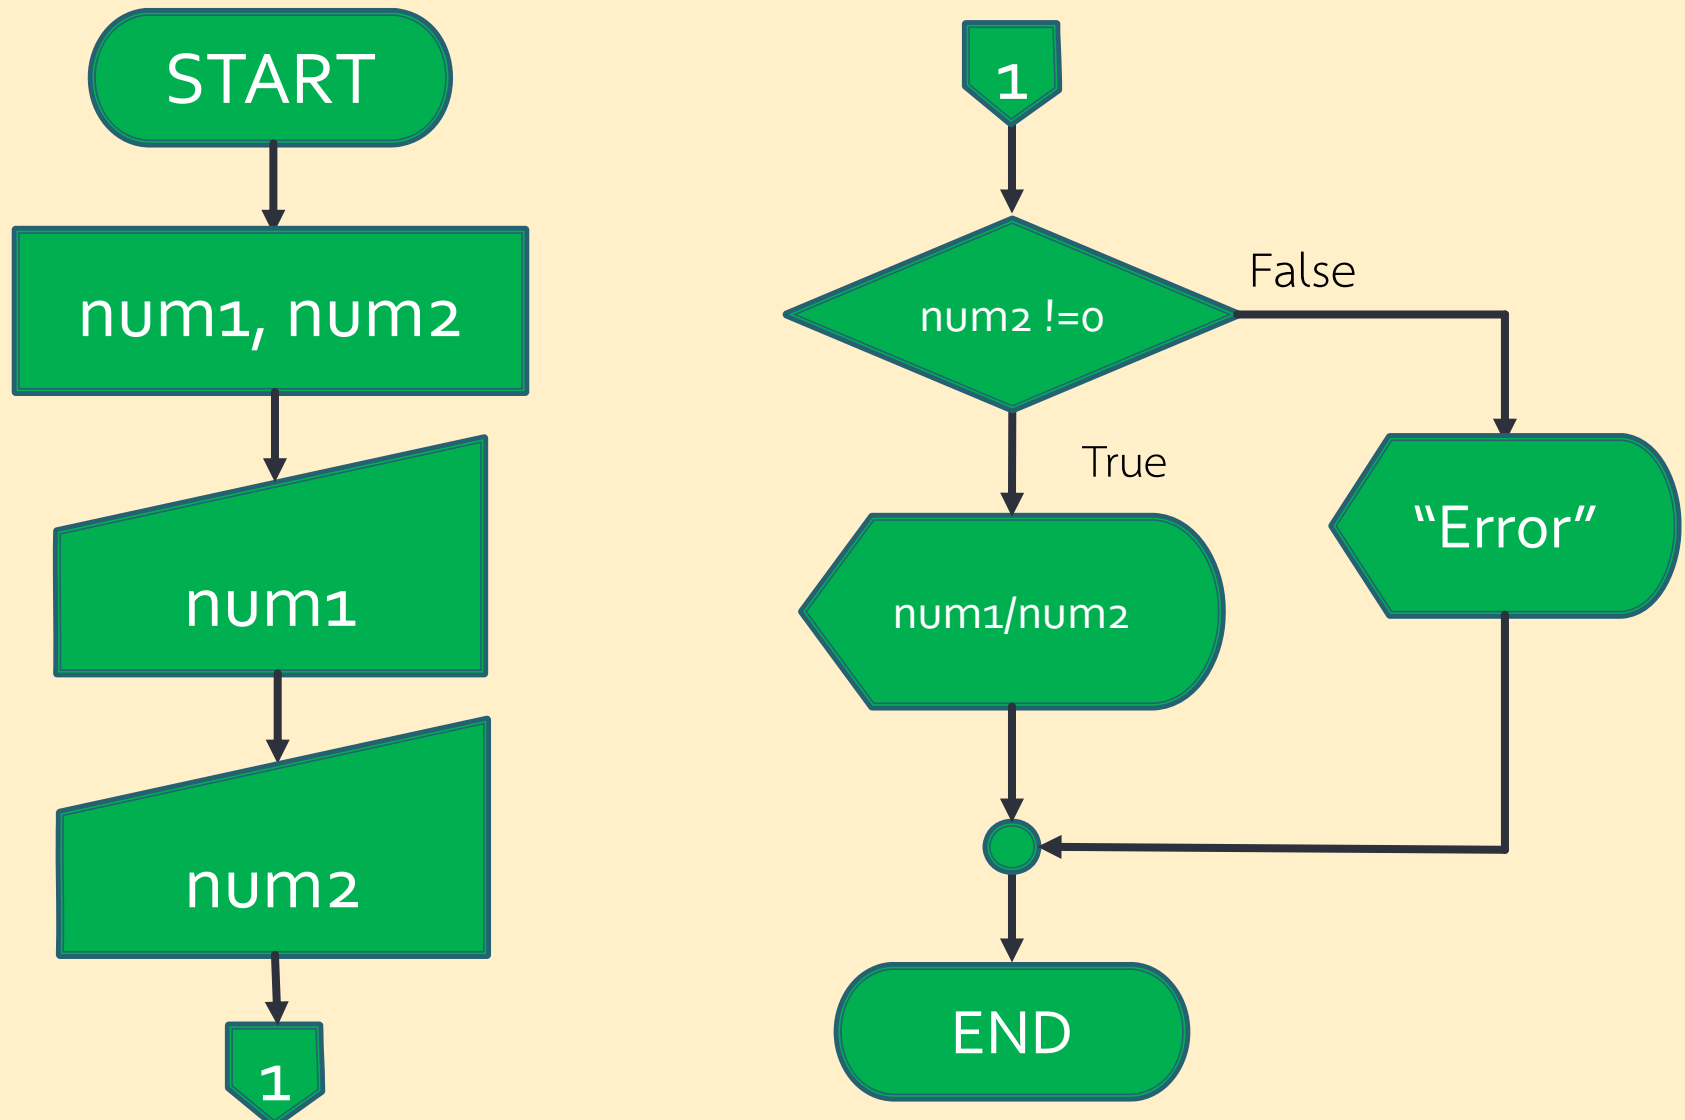 START
num1, num2
num1
num2
1
1
num2 !=0
False
True
num1/num2
“Error”
END